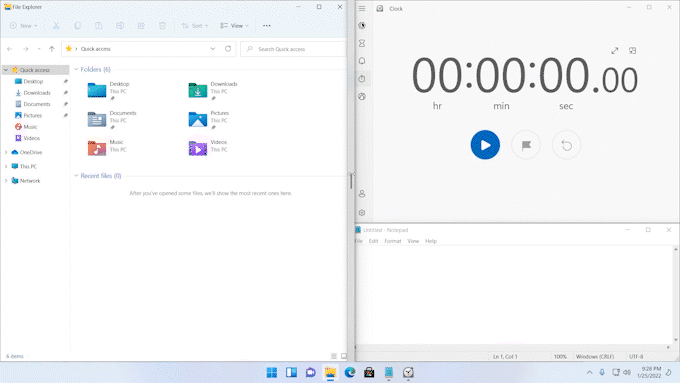 File Explorer
New
Sort
View
Quick access
Search Quick access
Quick access
Desktop
Downloads
Documents
Pictures
Music
Videos
OneDrive
This PC
Network
Folders (6)
Desktop
This PC
Downloads
This PC
Documents
This PC
Pictures
This PC
Music
This PC
Videos
This PC
Recent files (0)
After you've opened some files, we'll show the most recent ones here.
6 items
Clock
00:00:00.00
hr min sec
Untitled - Notepad
File Edit Format View Help
Ln 1, Col 1 100% Windows (CRLF) UTF-8
9:28 PM
1/25/2022